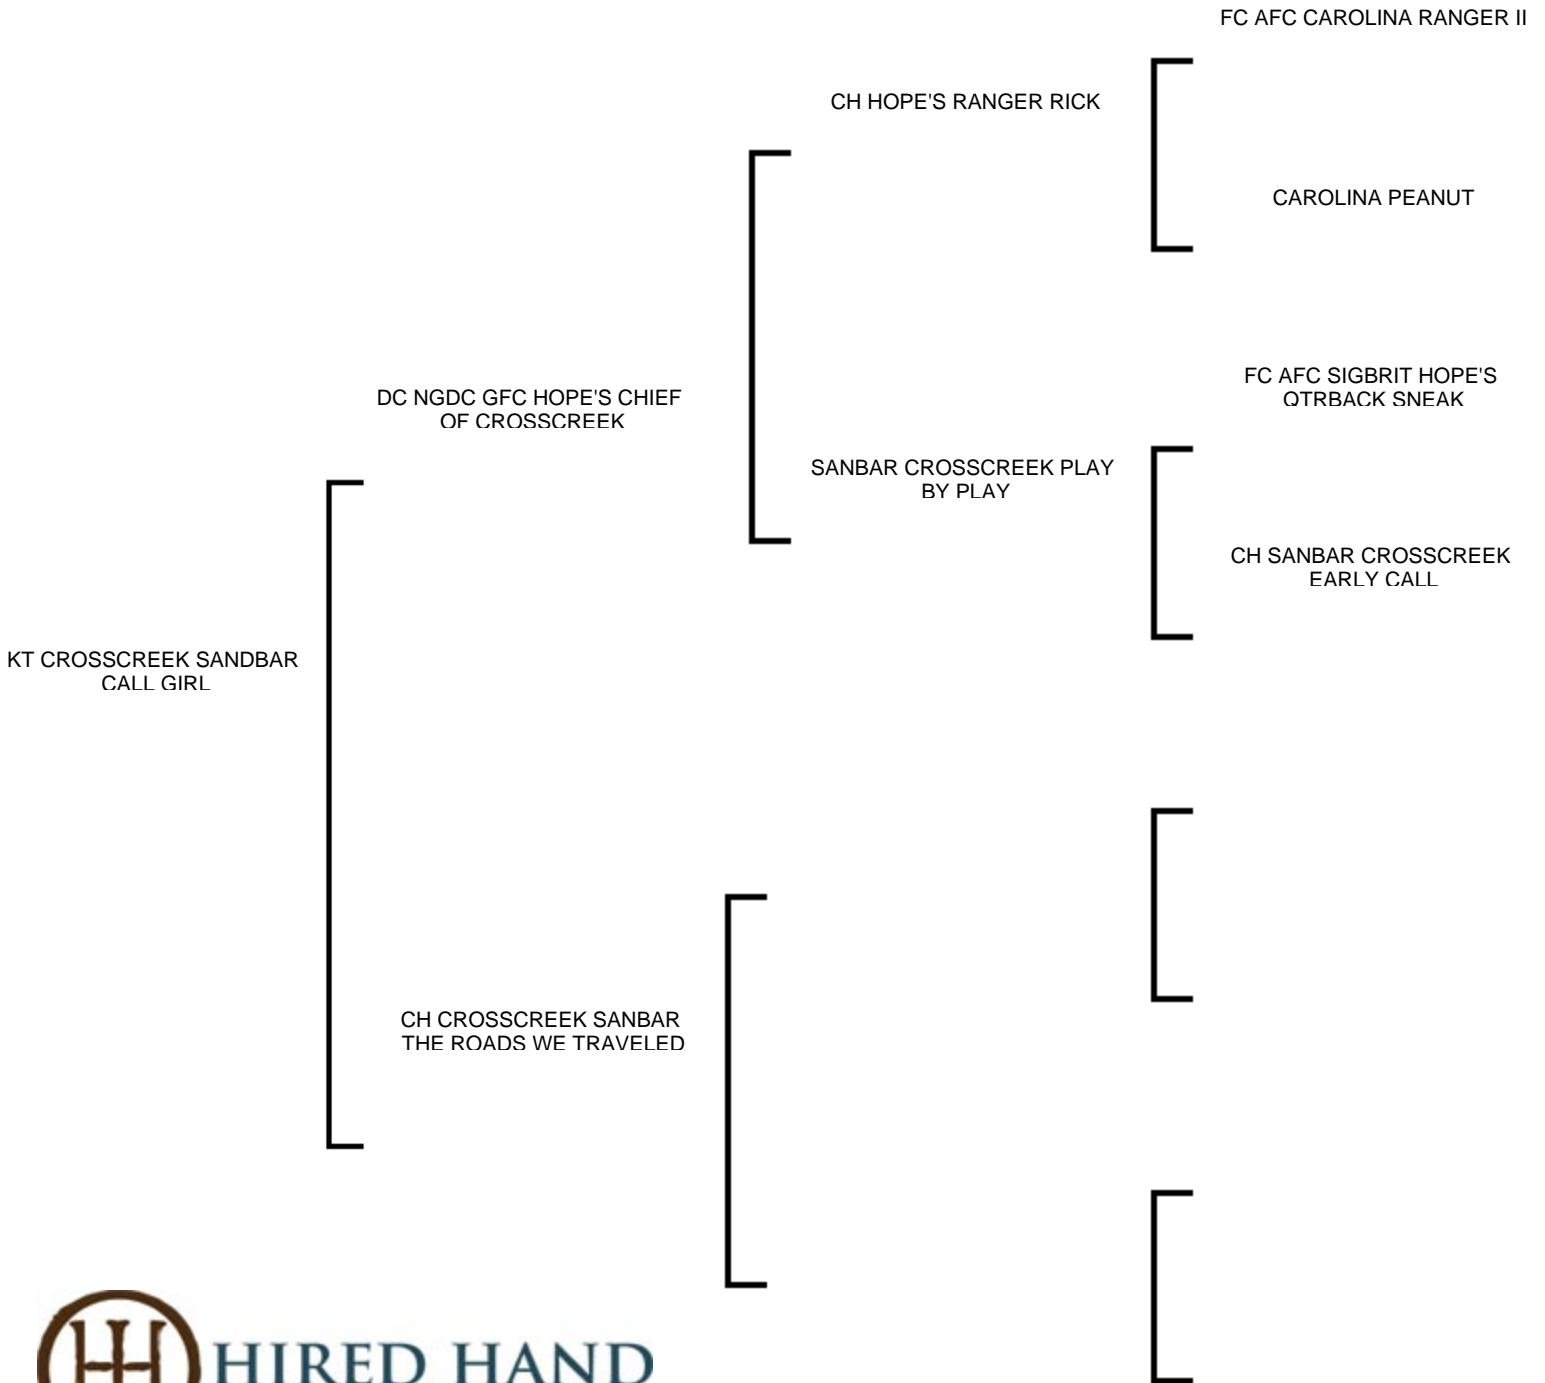 FC AFC CAROLINA RANGER II
CH HOPE'S RANGER RICK
CAROLINA PEANUT
FC AFC SIGBRIT HOPE'S
QTRBACK SNEAK
DC NGDC GFC HOPE'S CHIEF
OF CROSSCREEK
SANBAR CROSSCREEK PLAY
BY PLAY
CH SANBAR CROSSCREEK
EARLY CALL
KT CROSSCREEK SANDBAR
CALL GIRL
CH CROSSCREEK SANBAR
THE ROADS WE TRAVELED
HIRED HAND